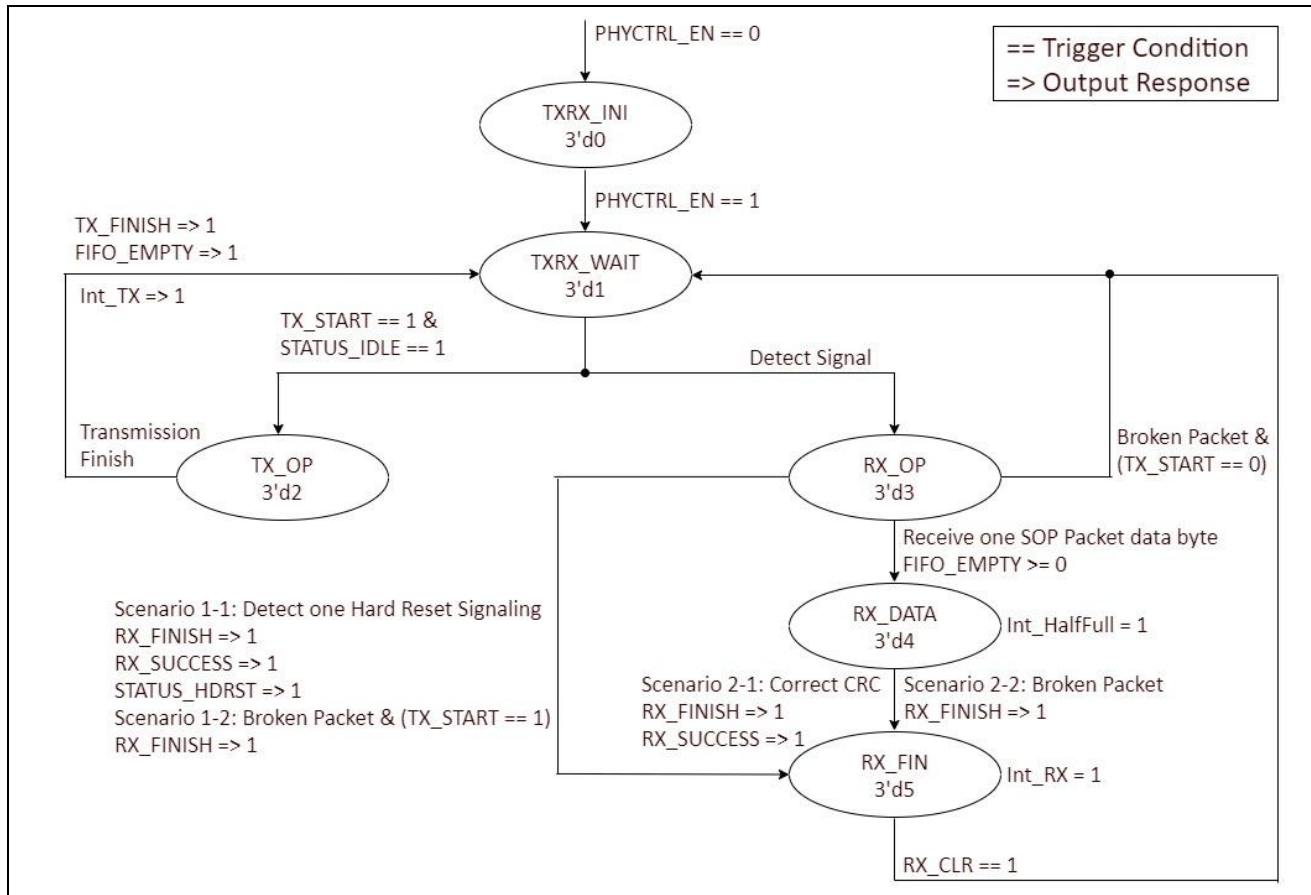 PHYCTRL_EN == 0
== Trigger Condition
=> Output Response
TXRX_INI
3'd0
PHYCTRL_EN == 1
TX_FINISH => 1
FIFO_EMPTY => 1
TXRX_WAIT
3'd1
Int_TX => 1
TX_START == 1 &
STATUS_IDLE == 1
Detect Signal
Transmission
Finish
TX_OP
3'd2
RX_OP
3'd3
Broken Packet &
(TX_START == 0)
Receive one SOP Packet data byte
FIFO_EMPTY >= 0
Scenario 1-1: Detect one Hard Reset Signaling
RX_FINISH => 1
RX_SUCCESS => 1
STATUS_HDRST => 1
Scenario 1-2: Broken Packet & (TX_START == 1)
RX_FINISH => 1
RX_DATA
3'd4
Int_HalfFull = 1
Scenario 2-1: Correct CRC
RX_FINISH => 1
RX_SUCCESS => 1
Scenario 2-2: Broken Packet
RX_FINISH => 1
RX_FIN
3'd5
Int_RX = 1
RX_CLR == 1